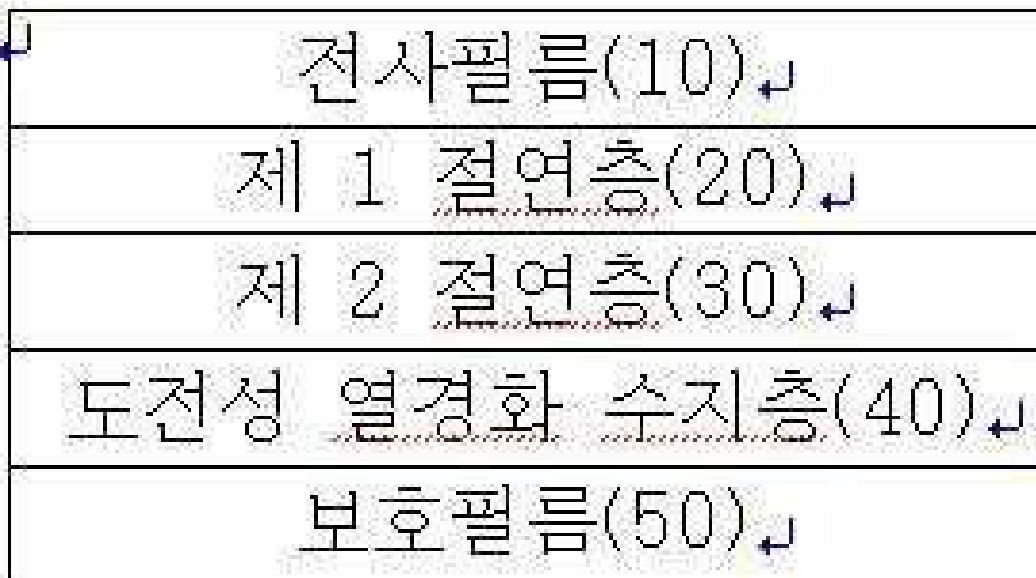 전사필름(10)
제 1 절연층(20)
제 2 절연층(30)
도전성 열경화 수지층(40)
보호필름(50)